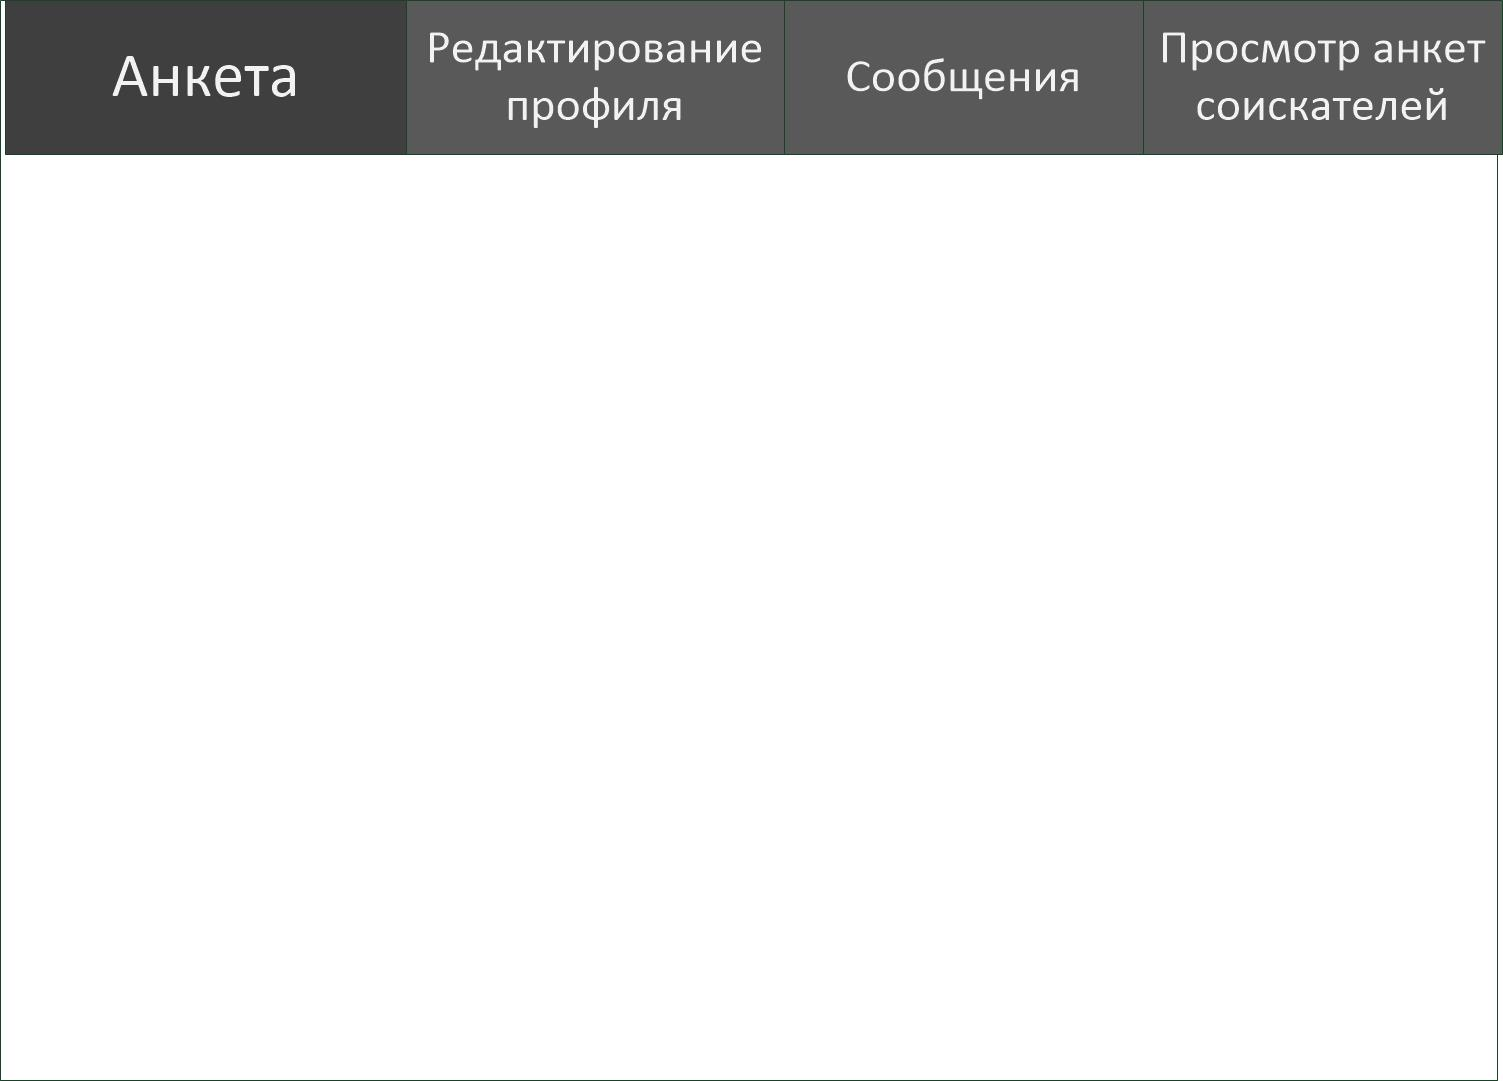 Анкета
Редактирование
профиля
Сообщения
Просмотр анкет
соискателей